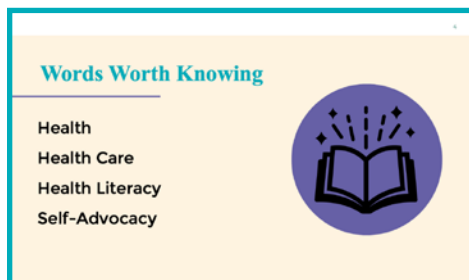 Words Worth Knowing
Health
Health Care
Health Literacy
Self-Advocacy